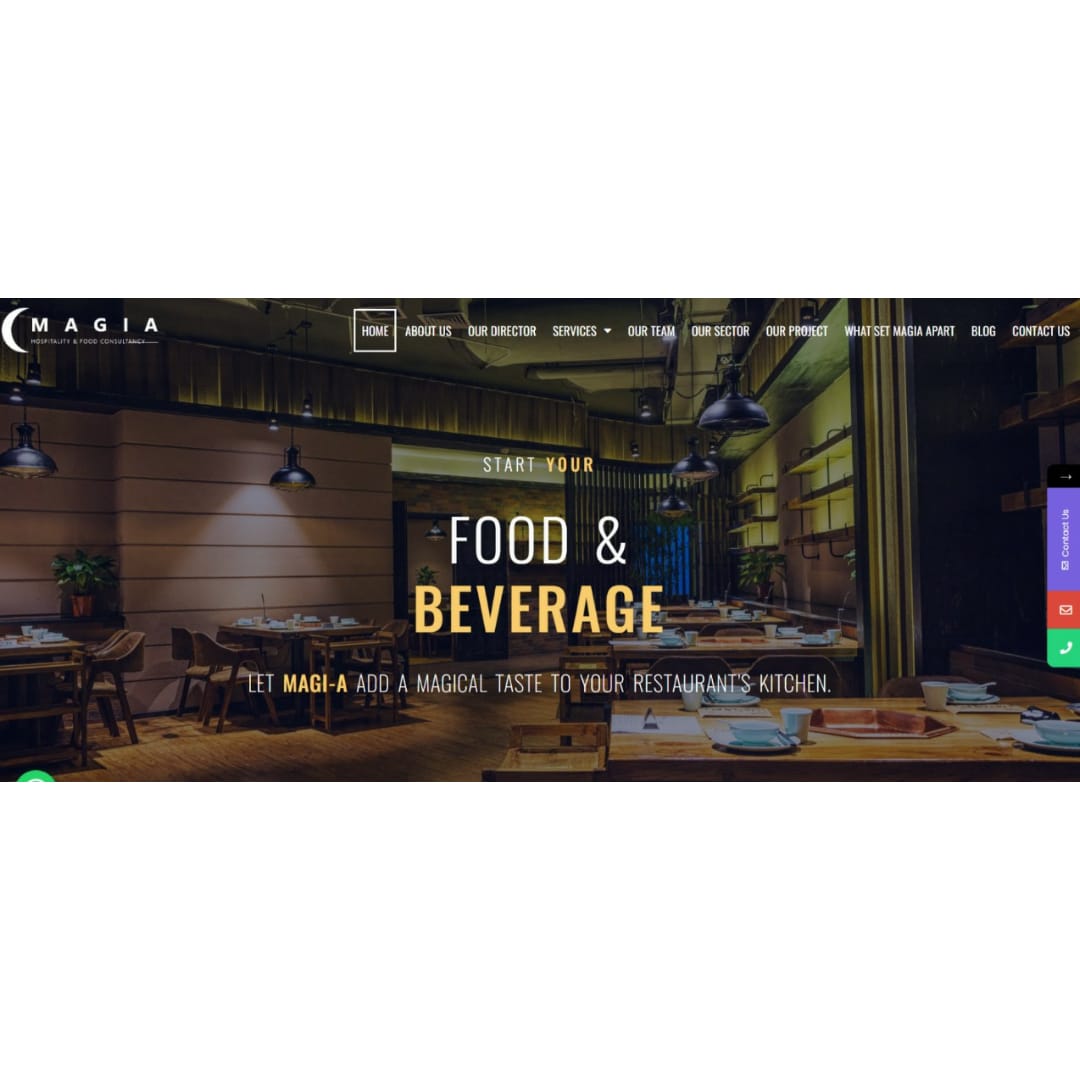 MAGIA
HOSPITALITY & FOOD CONSULTANCY
HOME ABOUT US OUR DIRECTOR SERVICES OUR TEAM OUR SECTOR OUR PROJECT WHAT SET MAGIA APART BLOG CONTACT US
START YOUR
FOOD &
BEVERAGE
LET MAGI-A ADD A MAGICAL TASTE TO YOUR RESTAURANT'S KITCHEN.
Contact Us